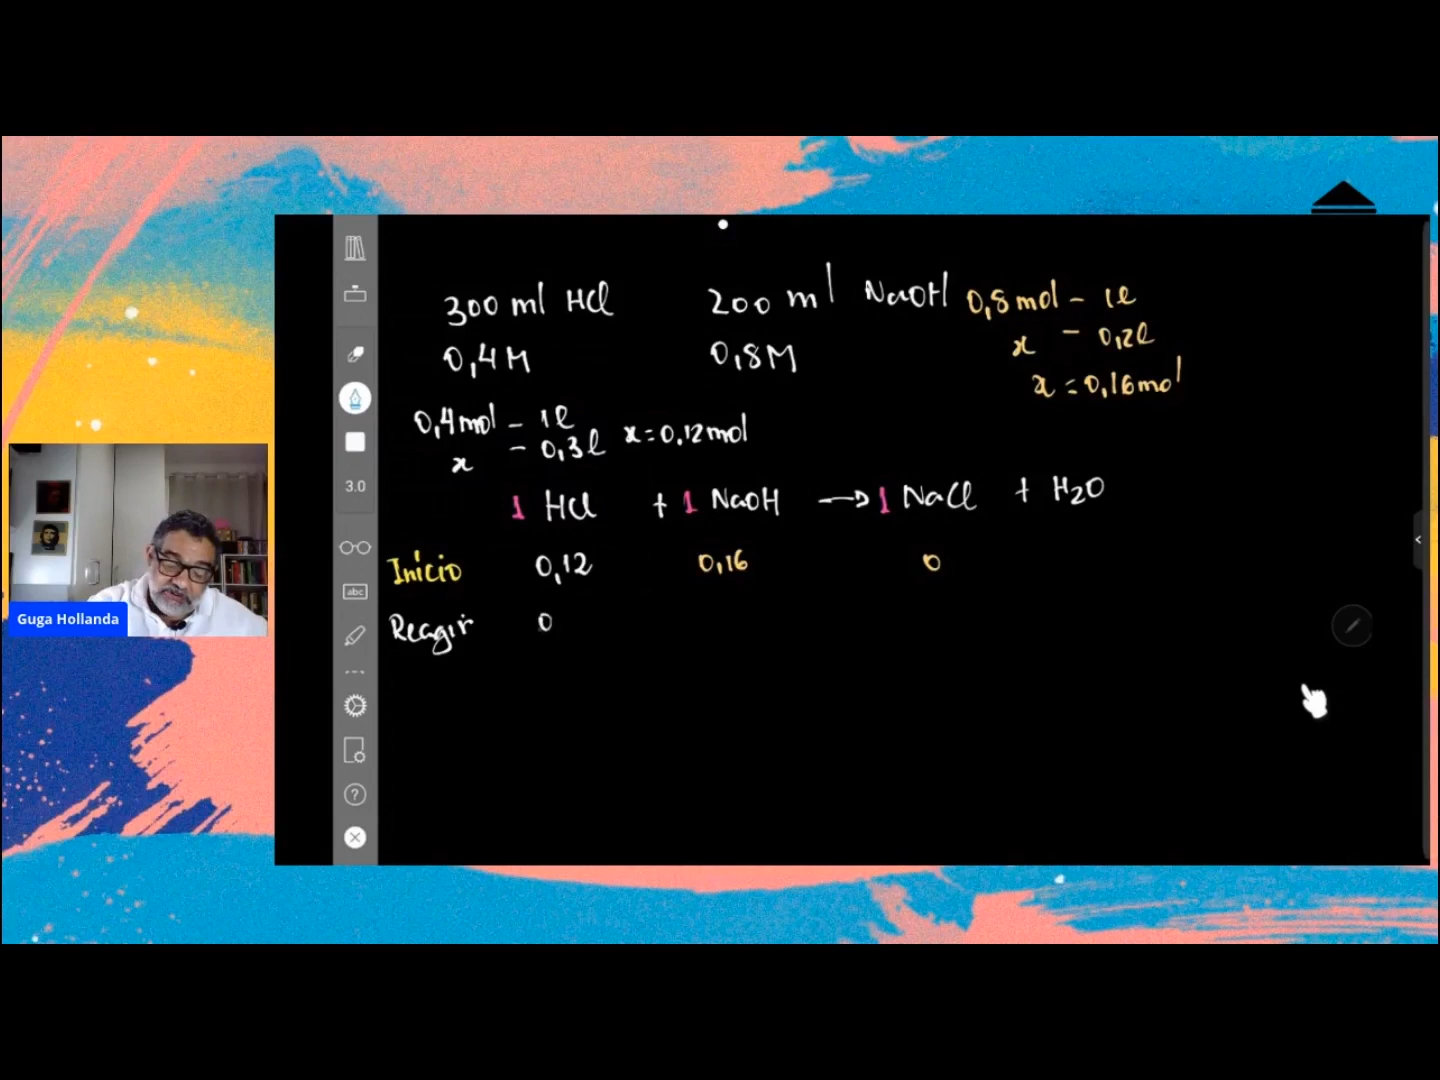 300 ml HCl 200 ml NaOH 0,8 mol - 1l
0,4 M 0,8 M x - 0,2l
x = 0,16 mol
0,4 mol - 1l
x - 0,3 l x = 0,12 mol
1 HCl + 1 NaOH → 1 NaCl + H2O
Início 0,12 0,16 0
Reagir 0
3.0
abc
?
Guga Hollanda